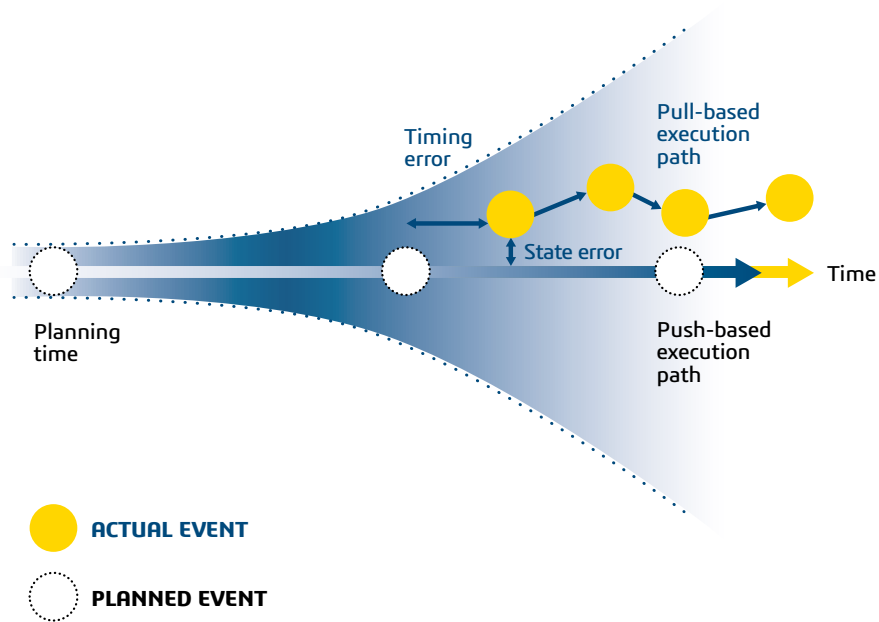 Timing
error
Pull-based
execution
path
State error
Time
Planning
time
Push-based
execution
path
ACTUAL EVENT
PLANNED EVENT